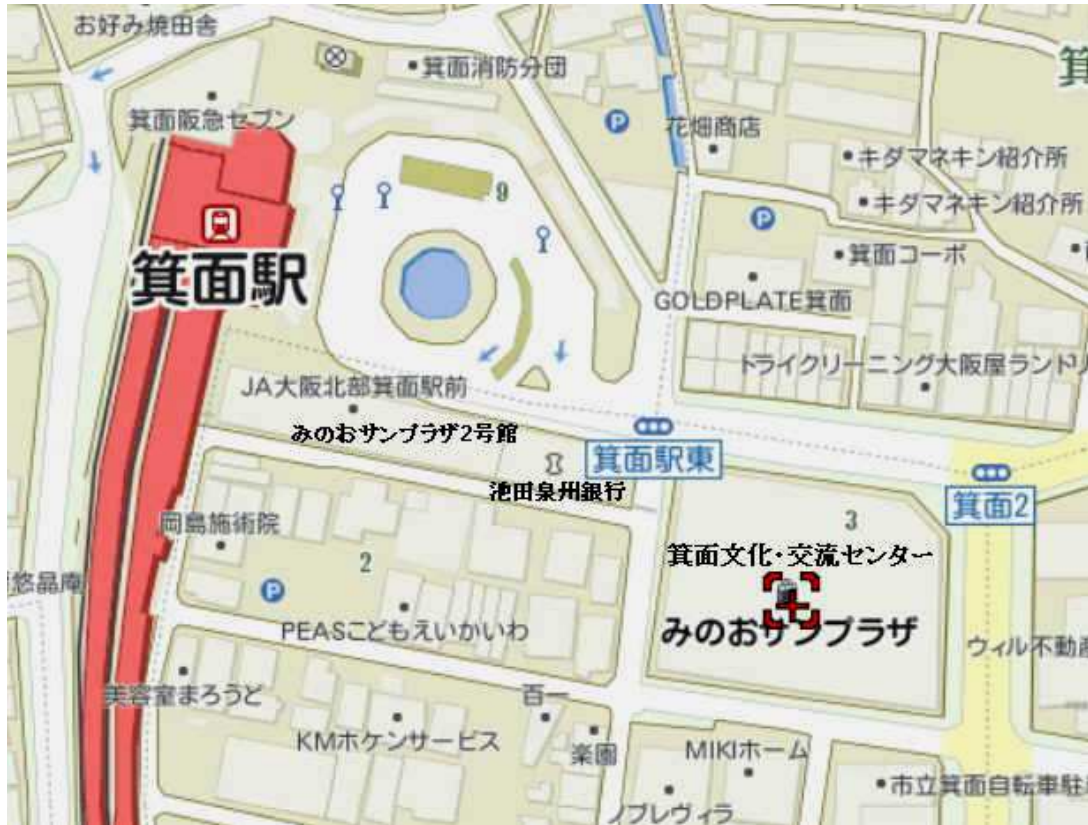 お好み焼田舎
箕面消防分団
箕
箕面阪急セブン
花畑商店
P
キダマネキン紹介所
キダマネキン紹介所
9
P
箕面コーポ
箕面駅
GOLDPLATE箕面
ドライクリーニング大阪屋ランドリ
JA大阪北部箕面駅前
みのおサンプラザ2号館
箕面駅東
池田泉州銀行
箕面2
岡島施術院
3
箕面文化・交流センター
2
悠晶庵
P
PEASこどもえいかいわ
みのおサンプラザ
ウィル不動産
美容室まろうど
百一
KMホケンサービス
楽園
MIKIホーム
市立箕面自転車駐
ノブレヴィラ